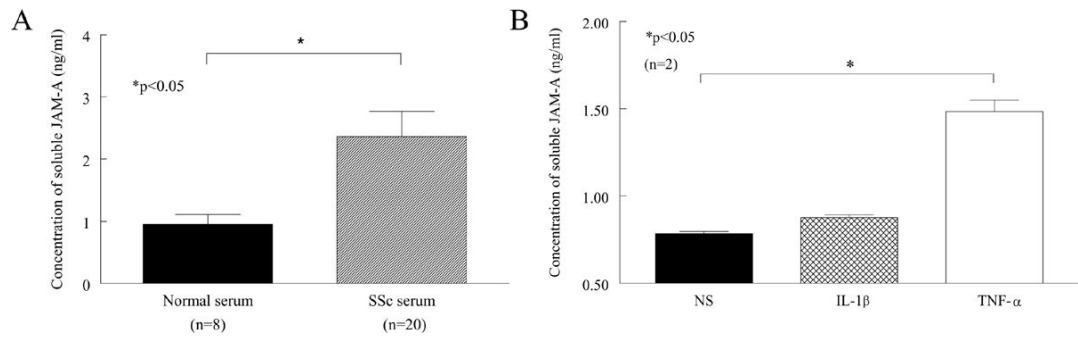 A
Concentration of soluble JAM-A (ng/ml)
4
3
2
1
0
*
*p<0.05
Normal serum
(n=8)
SSc serum
(n=20)
B
Concentration of soluble JAM-A (ng/ml)
2.00
1.50
1.00
0.50
*p<0.05
(n=2)
*
NS
IL-1β
TNF-α